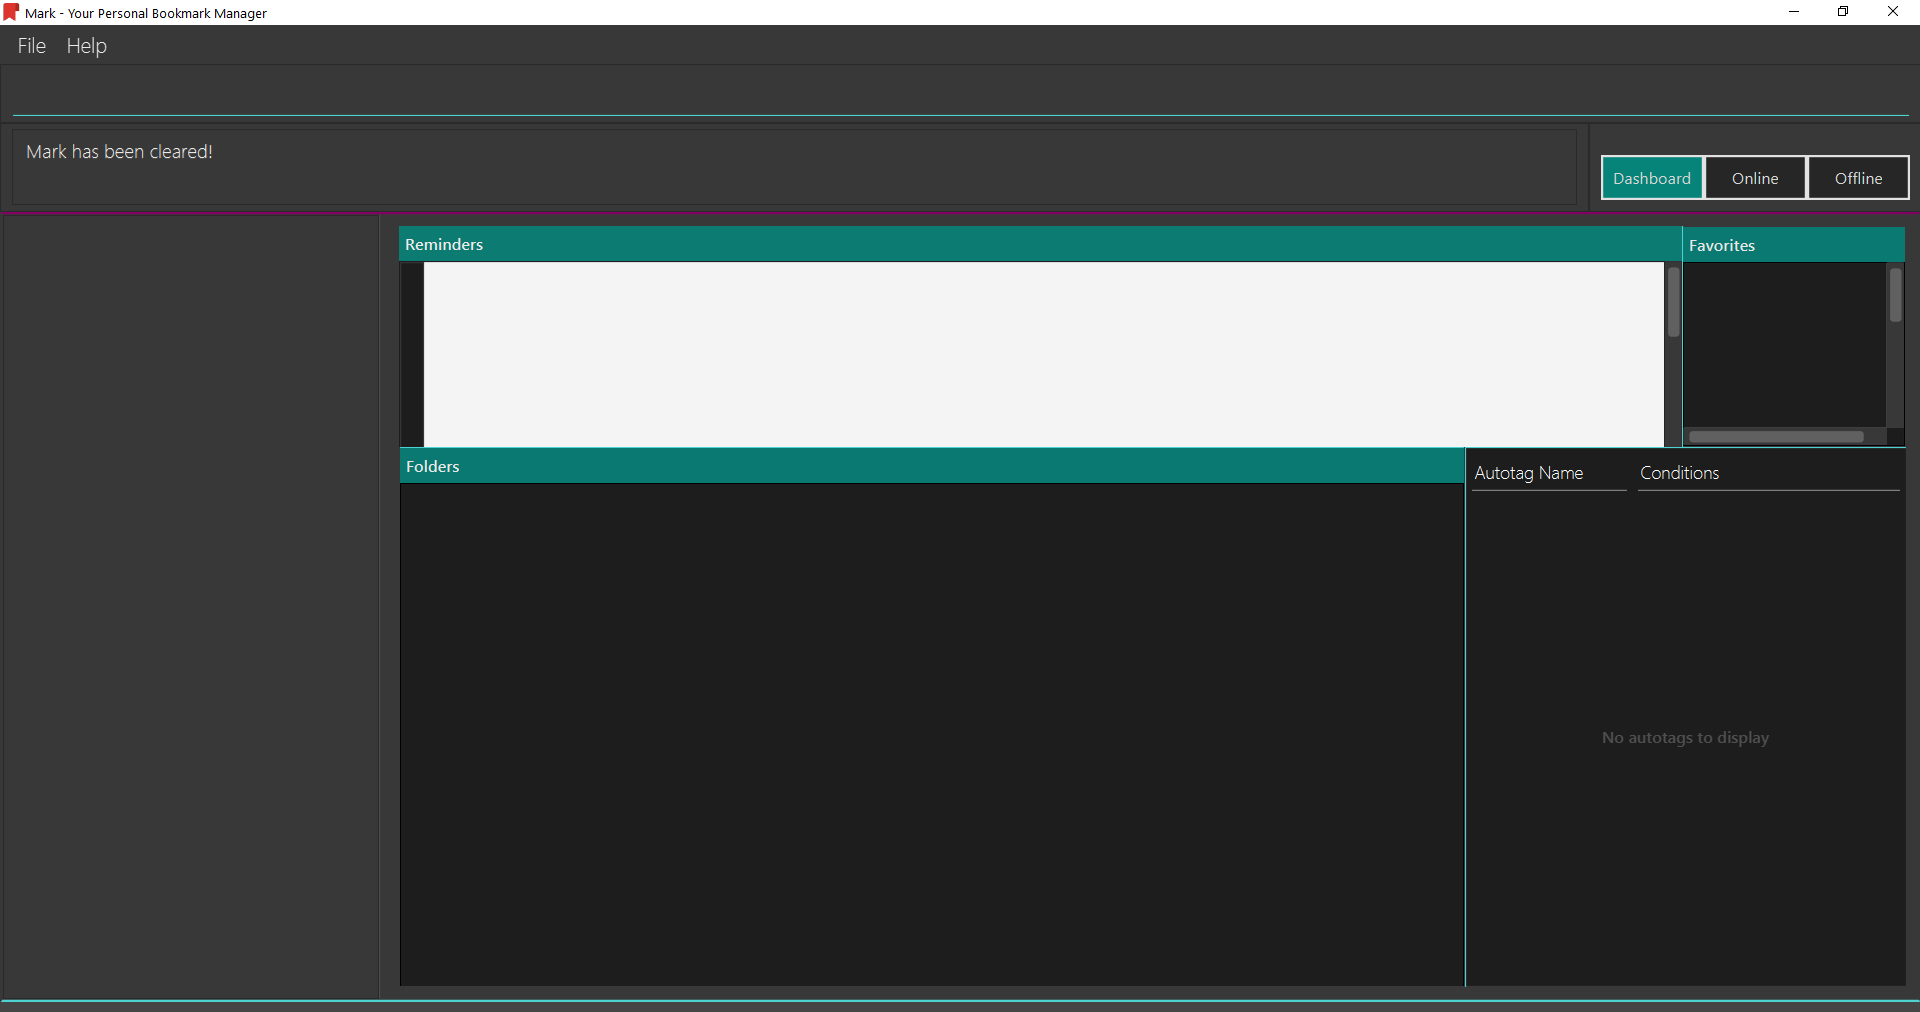 Mark - Your Personal Bookmark Manager
File Help
Mark has been cleared!
Dashboard Online Offline
Reminders
Favorites
Folders
Autotag Name Conditions
No autotags to display